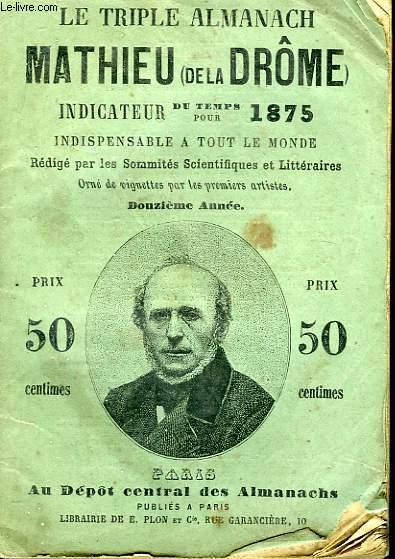 Le-livre.com
LE TRIPLE ALMANACH
MATHIEU (DE LA DRÔME)
INDICATEUR DU TEMPS POUR 1875
INDISPENSABLE A TOUT LE MONDE
Rédigé par les Sommités Scientifiques et Littéraires
Orné de vignettes par les premiers artistes.
Douzième Année.
PRIX
50
centimes
PRIX
50
centimes
PARIS
Au Dépôt central des Almanachs
PUBLIÉS A PARIS
LIBRAIRIE DE E. PLON ET Cie, RUE GARANCIÈRE, 10